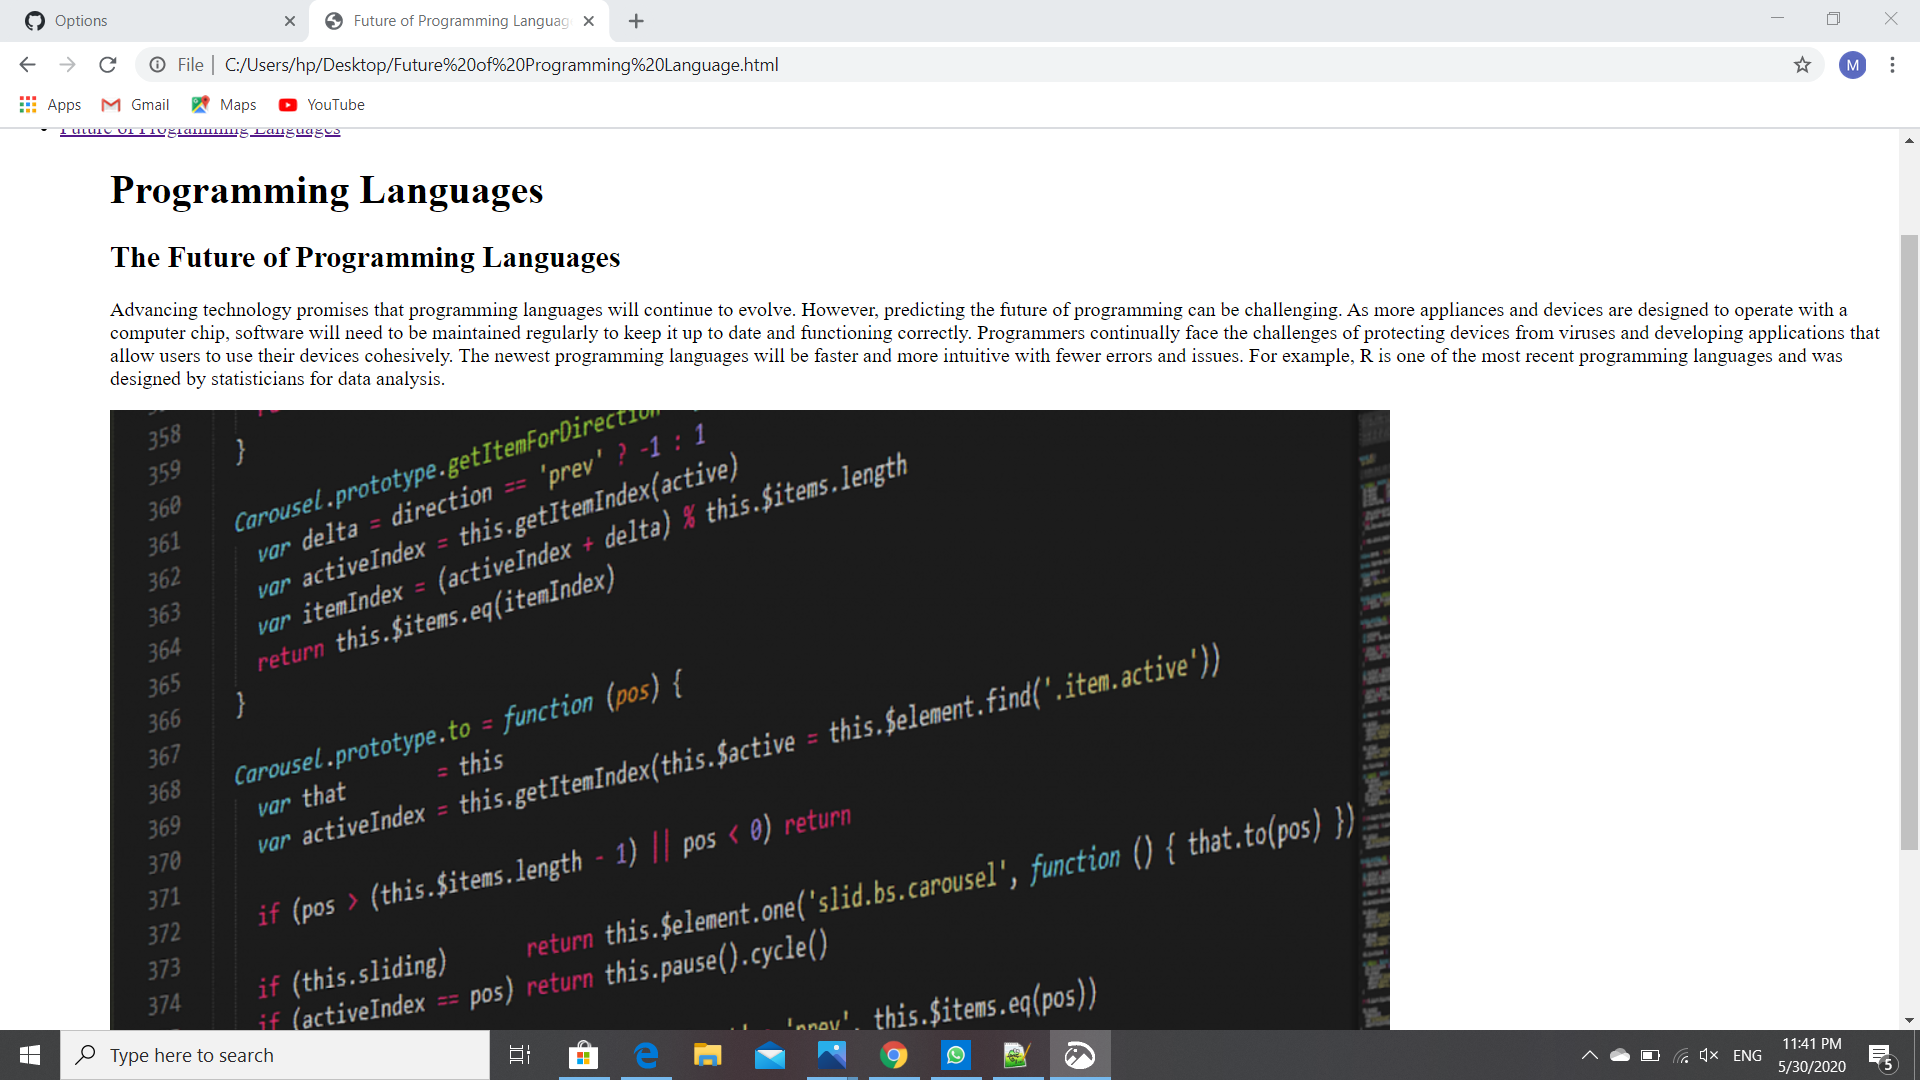 Options
Future of Programming Languag
File
C:/Users/hp/Desktop/Future%20of%20Programming%20Language.html
M
Apps
Gmail
Maps
YouTube
Future of Programming Languages
Programming Languages
The Future of Programming Languages
Advancing technology promises that programming languages will continue to evolve. However, predicting the future of programming can be challenging. As more appliances and devices are designed to operate with a
computer chip, software will need to be maintained regularly to keep it up to date and functioning correctly. Programmers continually face the challenges of protecting devices from viruses and developing applications that
allow users to use their devices cohesively. The newest programming languages will be faster and more intuitive with fewer errors and issues. For example, R is one of the most recent programming languages and was
designed by statisticians for data analysis.
358
359 }
360 Carousel.prototype.getItemForDirection
361 var delta = direction == 'prev' ? -1 : 1
362 var activeIndex = this.getItemIndex(active)
363 var itemIndex = (activeIndex + delta) % this.$items.length
364 return this.$items.eq(itemIndex)
365 }
366
367 Carousel.prototype.to = function (pos) {
368 var that = this
369 var activeIndex = this.getItemIndex(this.$active = this.$element.find('.item.active'))
370
371 if (pos > (this.$items.length - 1) || pos < 0) return
372
373 if (this.sliding) return this.$element.one('slid.bs.carousel', function () { that.to(pos) })
374 if (activeIndex == pos) return this.pause().cycle()
'prev', this.$items.eq(pos))
Type here to search
ENG
11:41 PM
5/30/2020
5